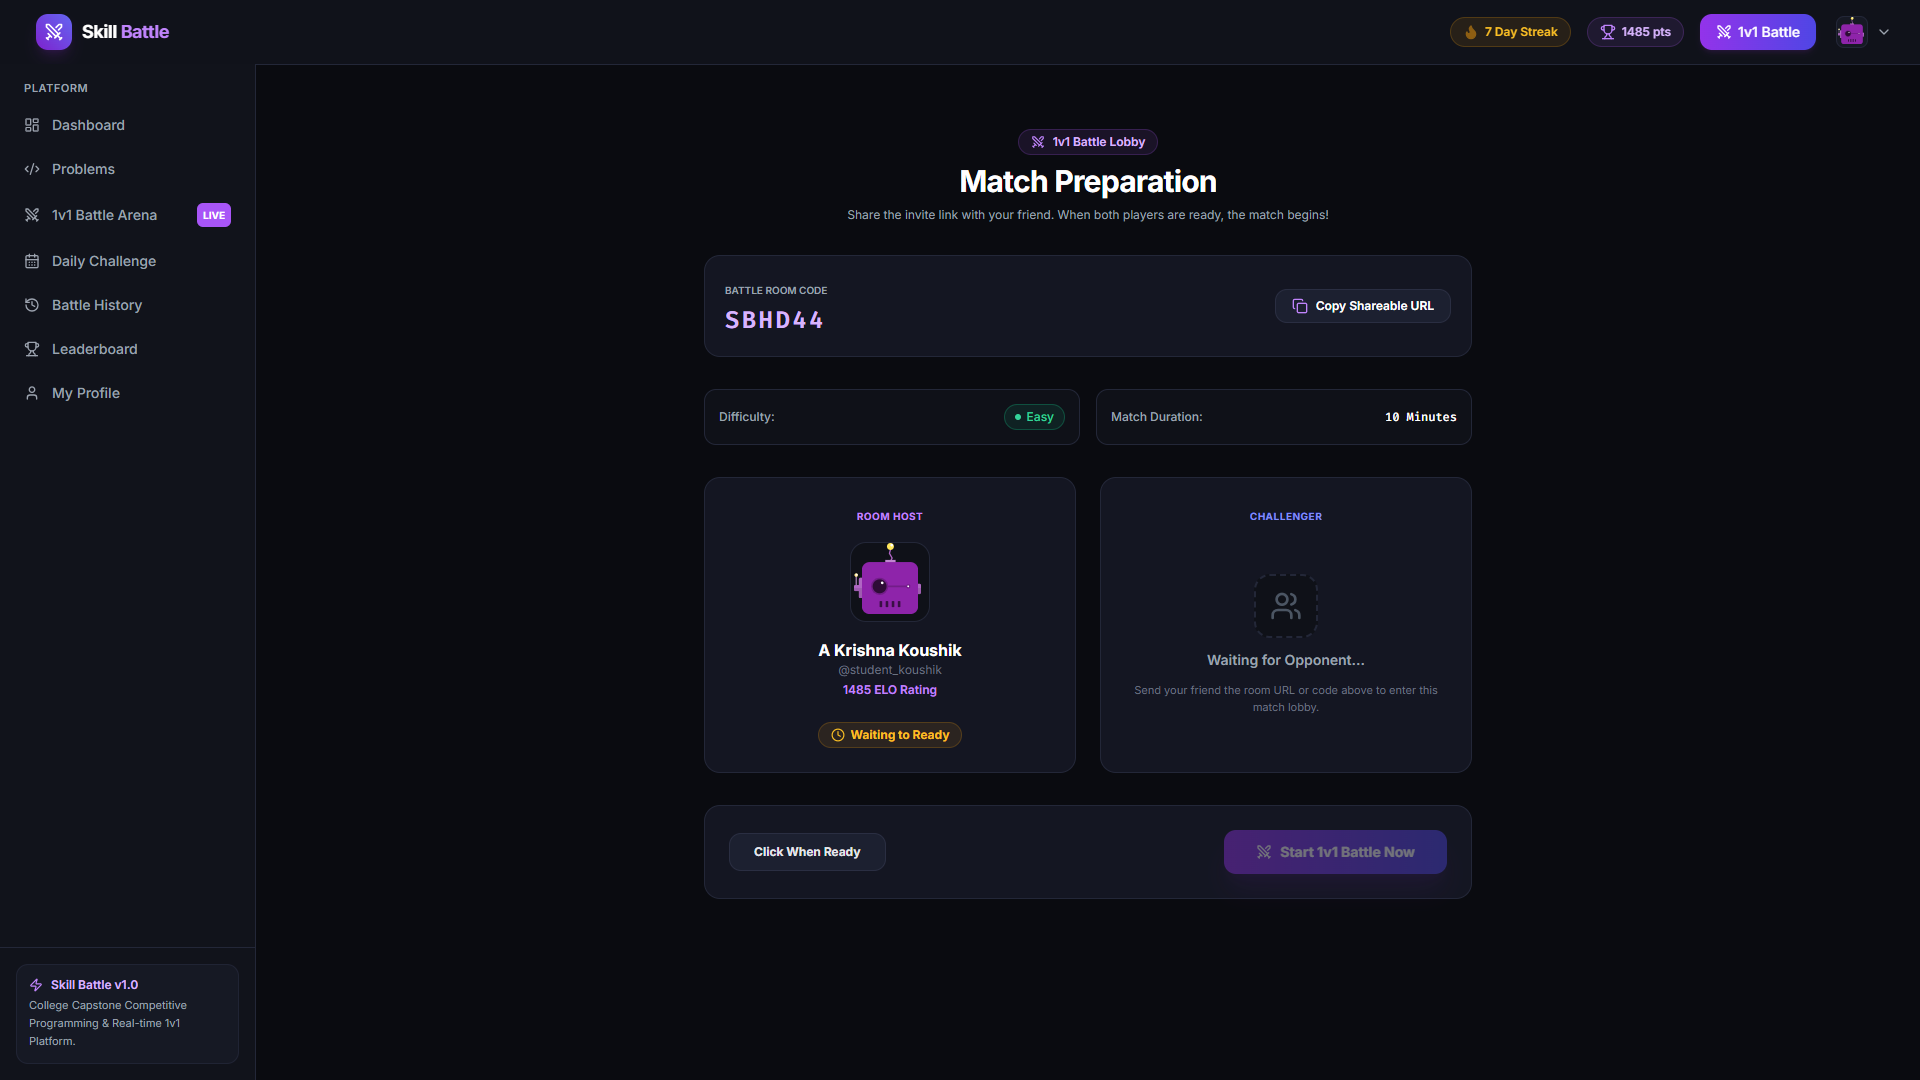 Skill Battle
7 Day Streak
1485 pts
1v1 Battle
PLATFORM
Dashboard
Problems
1v1 Battle Arena
LIVE
Daily Challenge
Battle History
Leaderboard
My Profile
Skill Battle v1.0
College Capstone Competitive
Programming & Real-time 1v1
Platform.
1v1 Battle Lobby
Match Preparation
Share the invite link with your friend. When both players are ready, the match begins!
BATTLE ROOM CODE
SBHD44
Copy Shareable URL
Difficulty:
Easy
Match Duration:
10 Minutes
ROOM HOST
A Krishna Koushik
@student_koushik
1485 ELO Rating
Waiting to Ready
CHALLENGER
Waiting for Opponent...
Send your friend the room URL or code above to enter this
match lobby.
Click When Ready
Start 1v1 Battle Now